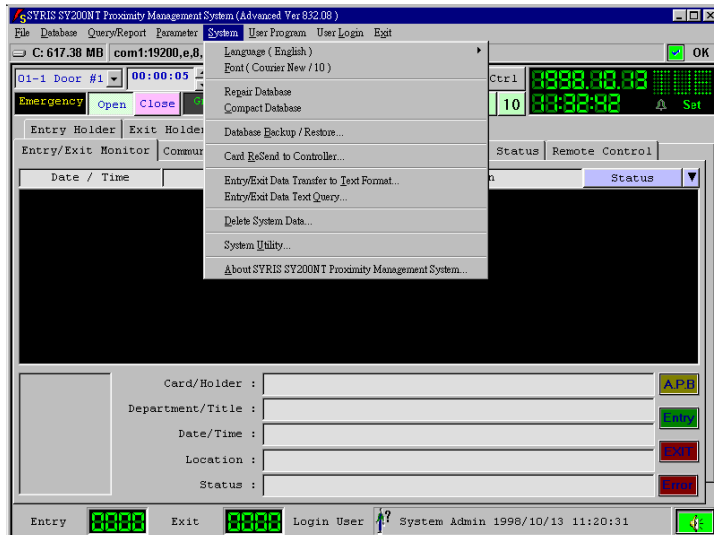 SYRIS SY200NT Proximity Management System (Advanced Ver 832.08 )
File Database Query/Report Parameter System User Program User Login Exit
C: 617.38 MB com1:19200,e,8, OK
01-1 Door #1 00:00:05 Ctrl 1998.
Emergency Open Close 10 Set
Entry Holder Exit Holder
Entry/Exit Monitor Commun Status Remote Control
Date / Time Status
Language ( English )
Font ( Courier New / 10 )
Repair Database
Compact Database
Database Backup / Restore...
Card ReSend to Controller...
Entry/Exit Data Transfer to Text Format...
Entry/Exit Data Text Query...
Delete System Data...
System Utility...
About SYRIS SY200NT Proximity Management System...
Card/Holder :
A.P.B
Department/Title :
Entry
Date/Time :
Location :
EXIT
Status :
Error
Entry 8888 Exit 8888 Login User System Admin 1998/10/13 11:20:31